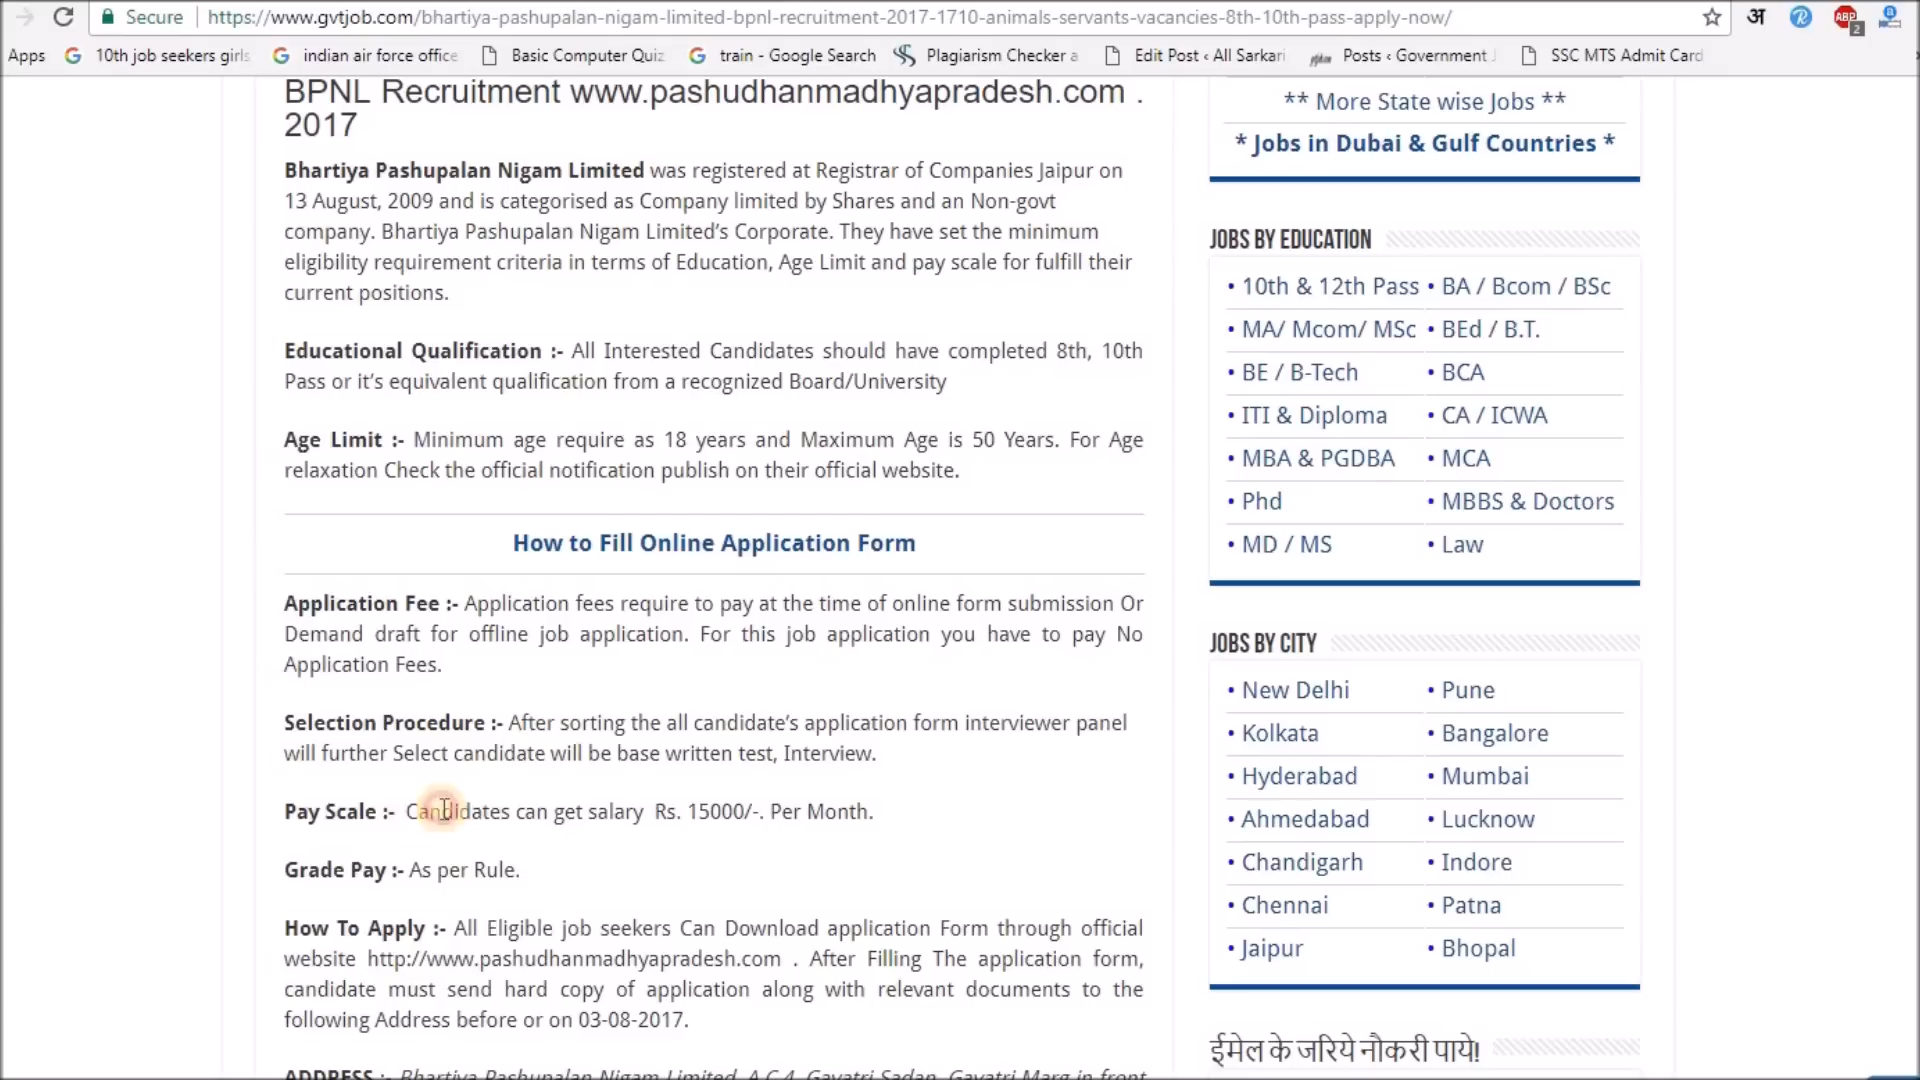 Secure https://www.gvtjob.com/bhartiya-pashupalan-nigam-limited-bpnl-recruitment-2017-1710-animals-servants-vacancies-8th-10th-pass-apply-now/
अ
R
ABP
2
Apps 10th job seekers girls indian air force office Basic Computer Quiz train - Google Search Plagiarism Checker a Edit Post ‹ All Sarkari Posts ‹ Government J SSC MTS Admit Card
BPNL Recruitment www.pashudhanmadhyapradesh.com .
2017
Bhartiya Pashupalan Nigam Limited was registered at Registrar of Companies Jaipur on
13 August, 2009 and is categorised as Company limited by Shares and an Non-govt
company. Bhartiya Pashupalan Nigam Limited’s Corporate. They have set the minimum
eligibility requirement criteria in terms of Education, Age Limit and pay scale for fulfill their
current positions.
Educational Qualification :- All Interested Candidates should have completed 8th, 10th
Pass or it’s equivalent qualification from a recognized Board/University
Age Limit :- Minimum age require as 18 years and Maximum Age is 50 Years. For Age
relaxation Check the official notification publish on their official website.
How to Fill Online Application Form
Application Fee :- Application fees require to pay at the time of online form submission Or
Demand draft for offline job application. For this job application you have to pay No
Application Fees.
Selection Procedure :- After sorting the all candidate’s application form interviewer panel
will further Select candidate will be base written test, Interview.
Pay Scale :- Candidates can get salary Rs. 15000/-. Per Month.
Grade Pay :- As per Rule.
How To Apply :- All Eligible job seekers Can Download application Form through official
website http://www.pashudhanmadhyapradesh.com . After Filling The application form,
candidate must send hard copy of application along with relevant documents to the
following Address before or on 03-08-2017.
ADDRESS :- Bhartiya Pashupalan Nigam Limited, A C 4, Gayatri Sadan, Gayatri Marg in front
** More State wise Jobs **
* Jobs in Dubai & Gulf Countries *
JOBS BY EDUCATION
• 10th & 12th Pass • BA / Bcom / BSc
• MA/ Mcom/ MSc • BEd / B.T.
• BE / B-Tech • BCA
• ITI & Diploma • CA / ICWA
• MBA & PGDBA • MCA
• Phd • MBBS & Doctors
• MD / MS • Law
JOBS BY CITY
• New Delhi • Pune
• Kolkata • Bangalore
• Hyderabad • Mumbai
• Ahmedabad • Lucknow
• Chandigarh • Indore
• Chennai • Patna
• Jaipur • Bhopal
ईमेल के जरिये नौकरी पाये!